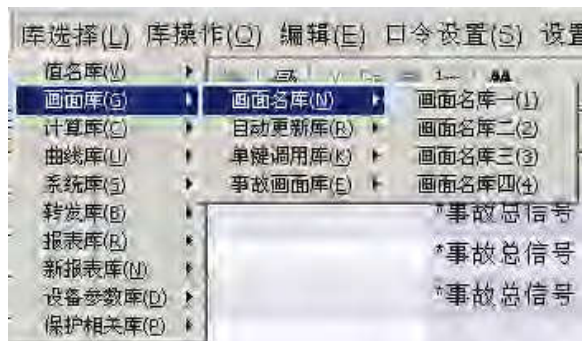 库选择(L) 库操作(O) 编辑(E) 口令设置(S) 设置
值名库(V)
画面库(G) 画面名库(N) 画面名库一(1)
计算库(C) 自动更新库(R) 画面名库二(2)
曲线库(U) 单键调用库(K) 画面名库三(3)
系统库(S) 事故画面库(E) 画面名库四(4)
转发库(B) *事故总信号
报表库(R) *事故总信号
新报表库(N)
设备参数库(D) *事故总信号
保护相关库(P)